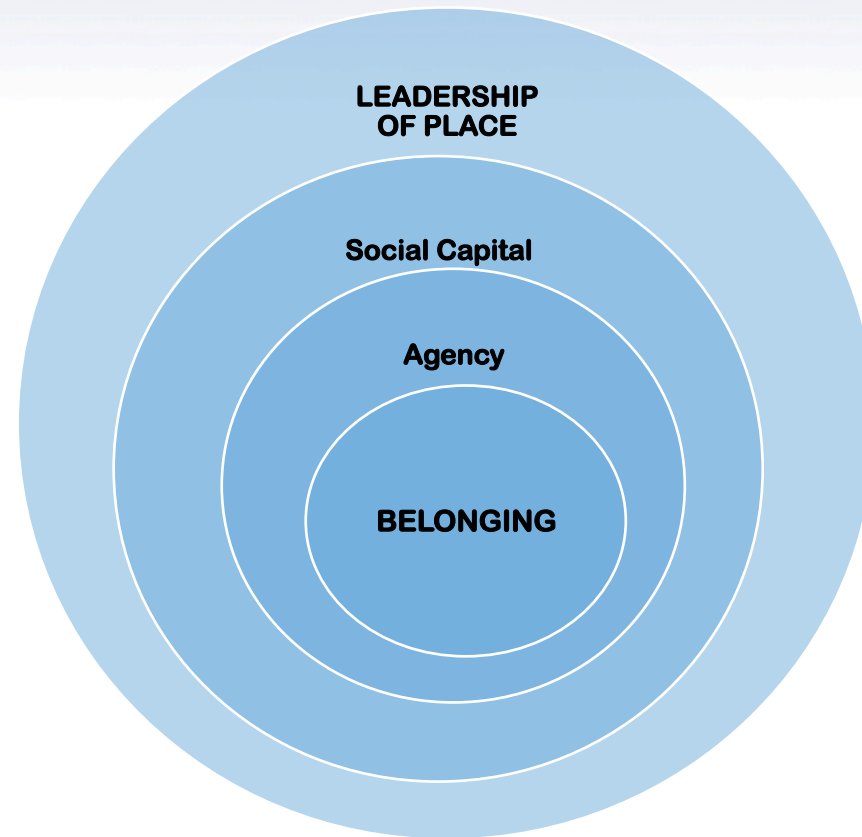 LEADERSHIP
OF PLACE
Social Capital
Agency
BELONGING